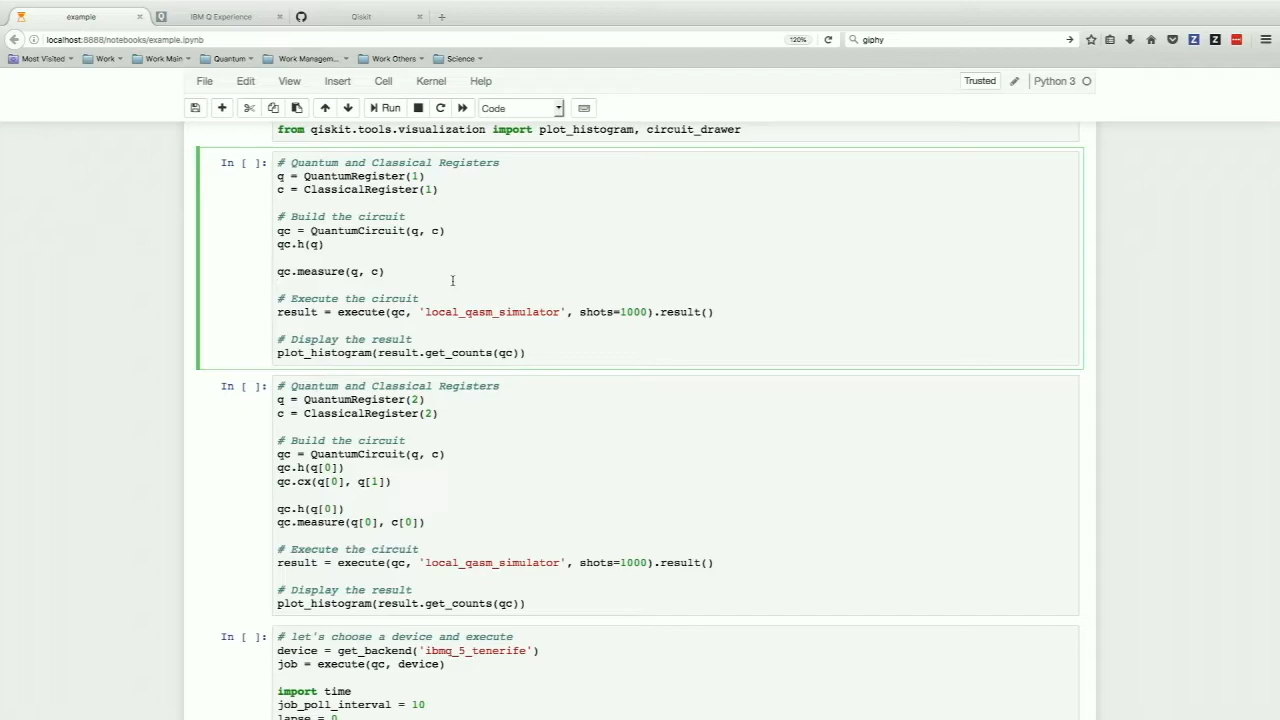 example
IBM Q Experience
Qiskit
localhost:8888/notebooks/example.ipynb
120%
giphy
Most Visited
Work
Work Main
Quantum
Work Managem...
Work Others
Science
File Edit View Insert Cell Kernel Help
Trusted
Python 3
Run
Code
from qiskit.tools.visualization import plot_histogram, circuit_drawer
In [ ]:
# Quantum and Classical Registers
q = QuantumRegister(1)
c = ClassicalRegister(1)
# Build the circuit
qc = QuantumCircuit(q, c)
qc.h(q)
qc.measure(q, c)
# Execute the circuit
result = execute(qc, 'local_qasm_simulator', shots=1000).result()
# Display the result
plot_histogram(result.get_counts(qc))
In [ ]:
# Quantum and Classical Registers
q = QuantumRegister(2)
c = ClassicalRegister(2)
# Build the circuit
qc = QuantumCircuit(q, c)
qc.h(q[0])
qc.cx(q[0], q[1])
qc.h(q[0])
qc.measure(q[0], c[0])
# Execute the circuit
result = execute(qc, 'local_qasm_simulator', shots=1000).result()
# Display the result
plot_histogram(result.get_counts(qc))
In [ ]:
# let's choose a device and execute
device = get_backend('ibmq_5_tenerife')
job = execute(qc, device)
import time
job_poll_interval = 10
lapse = 0